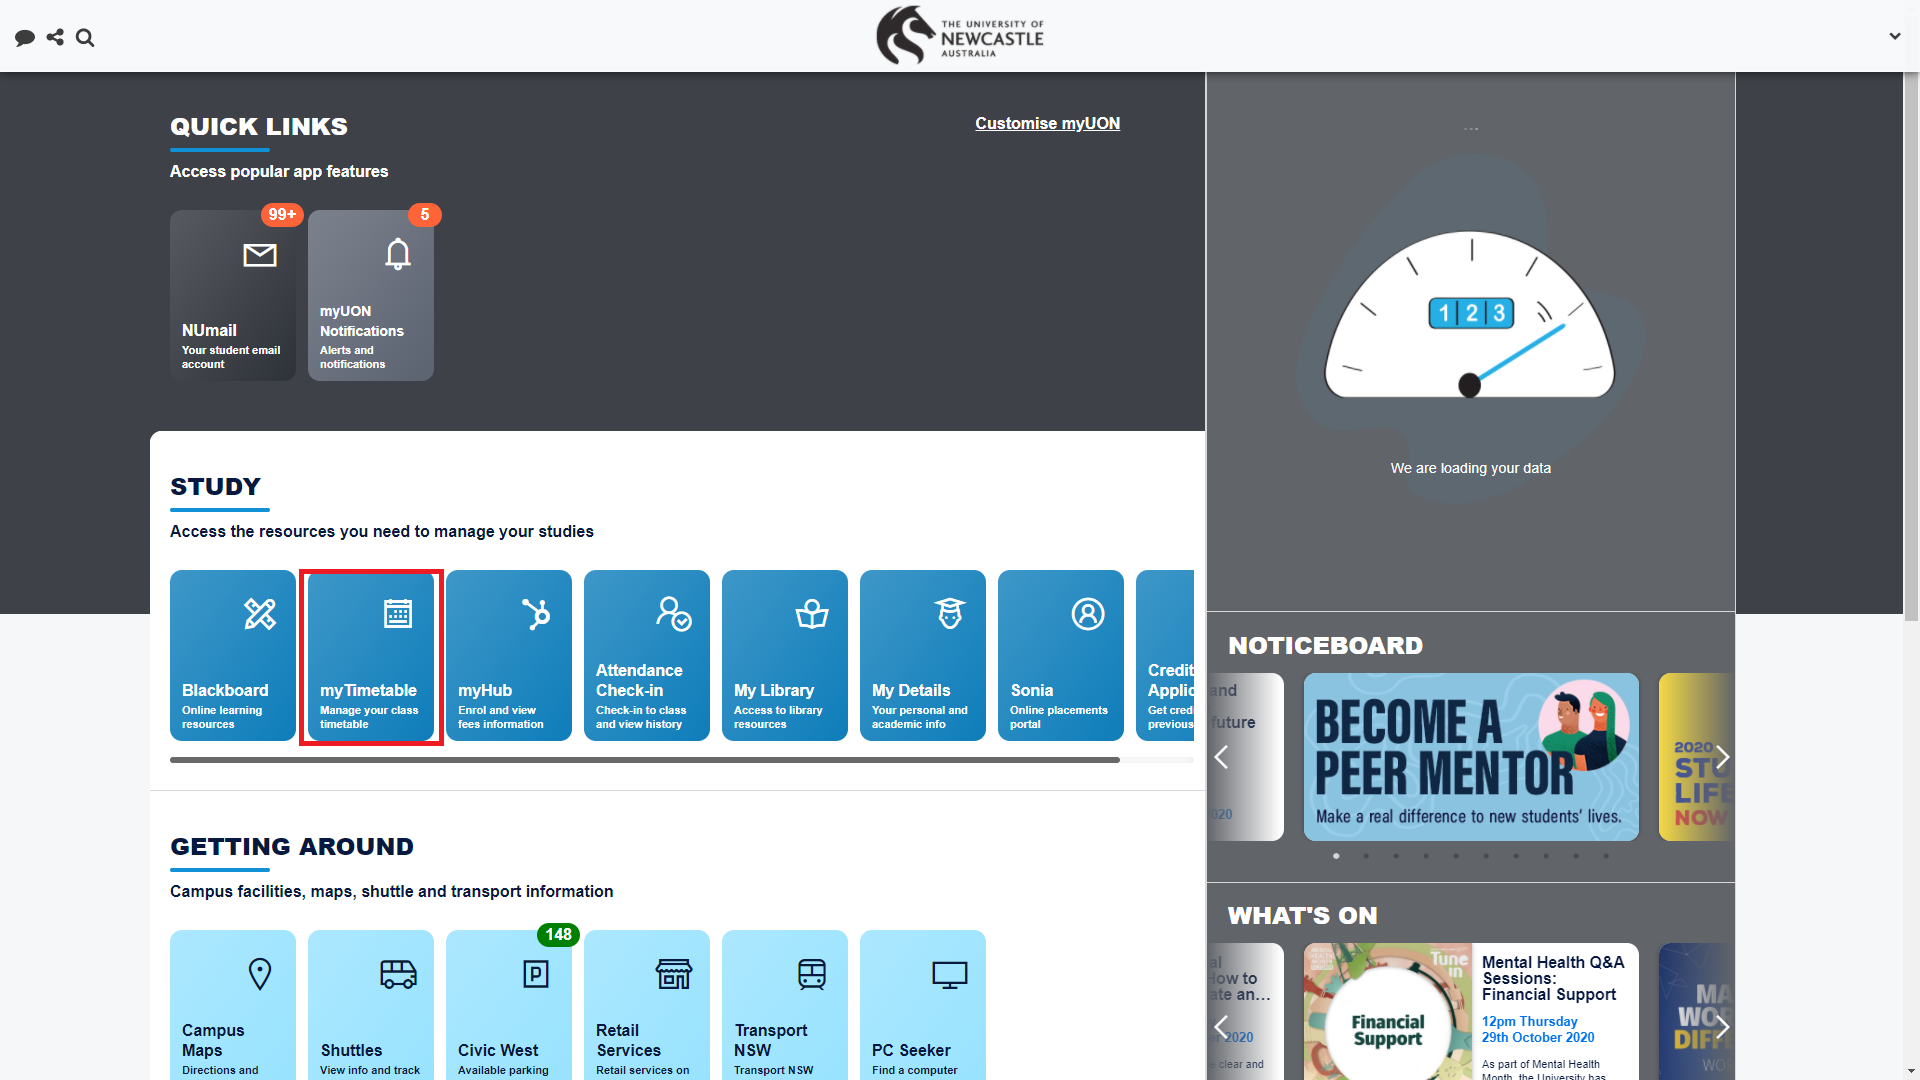 THE UNIVERSITY OF
NEWCASTLE
AUSTRALIA
QUICK LINKS
Customise myUON
Access popular app features
99+
NUmail
Your student email
account
5
myUON
Notifications
Alerts and
notifications
...
1 2 3
We are loading your data
STUDY
Access the resources you need to manage your studies
Blackboard
Online learning
resources
myTimetable
Manage your class
timetable
myHub
Enrol and view
fees information
Attendance
Check-in
Check-in to class
and view history
My Library
Access to library
resources
My Details
Your personal and
academic info
Sonia
Online placements
portal
Credit
Applic
Get cred
previous
NOTICEBOARD
and
future
020
BECOME A
PEER MENTOR
Make a real difference to new students' lives.
2020
STU
LIFE
NOW
GETTING AROUND
Campus facilities, maps, shuttle and transport information
Campus
Maps
Directions and
Shuttles
View info and track
148
P
Civic West
Available parking
Retail
Services
Retail services on
Transport
NSW
Transport NSW
PC Seeker
Find a computer
WHAT'S ON
al
How to
ate an...
2020
e clear and
Tune
in
Financial
Support
Mental Health Q&A
Sessions:
Financial Support
12pm Thursday
29th October 2020
As part of Mental Health
Month, the University has
MA
WOR
DIFFE
WO